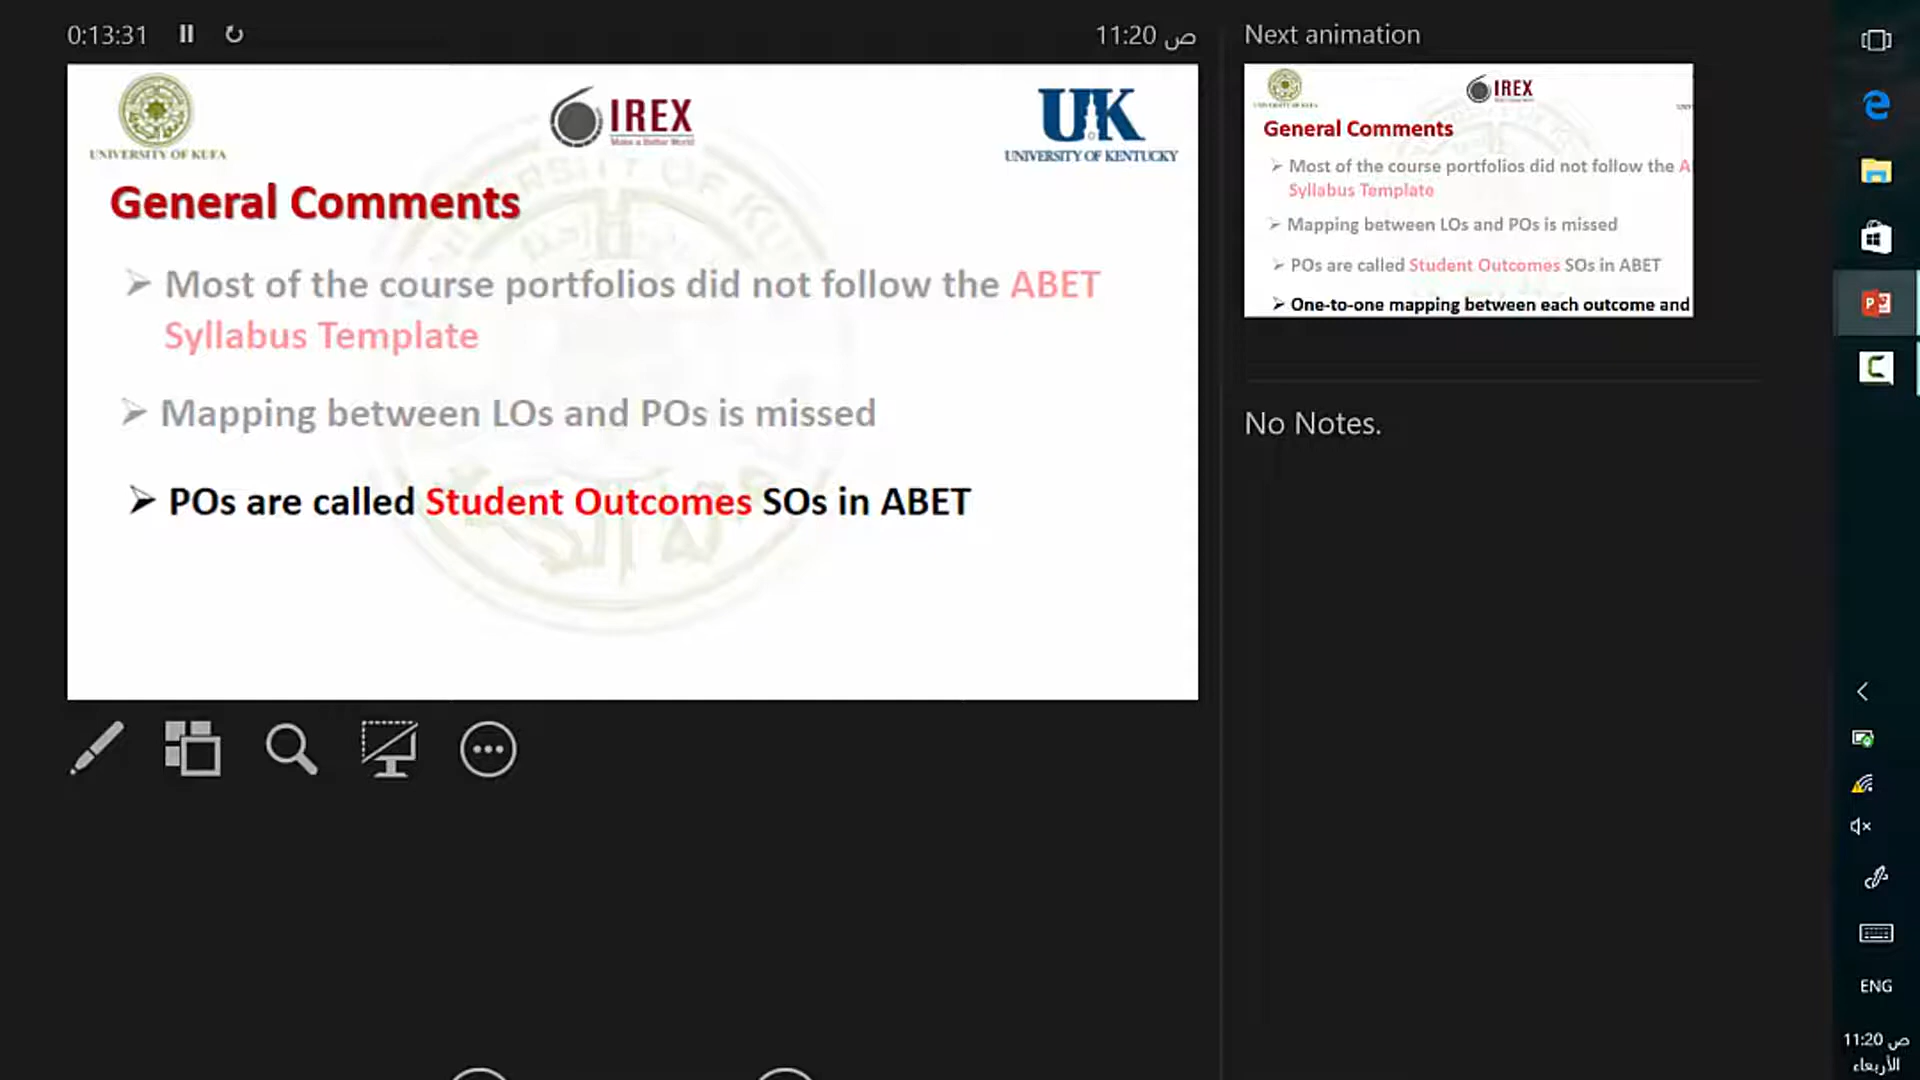 0:13:31
11:20 ص
Next animation
UNIVERSITY OF KUFA
IREX
Make a Better World
UK
UNIVERSITY OF KENTUCKY
General Comments
Most of the course portfolios did not follow the ABET
Syllabus Template
Mapping between LOs and POs is missed
POs are called Student Outcomes SOs in ABET
IREX
General Comments
Most of the course portfolios did not follow the A
Syllabus Template
Mapping between LOs and POs is missed
POs are called Student Outcomes SOs in ABET
One-to-one mapping between each outcome and
No Notes.
ENG
11:20 ص
الأربعاء